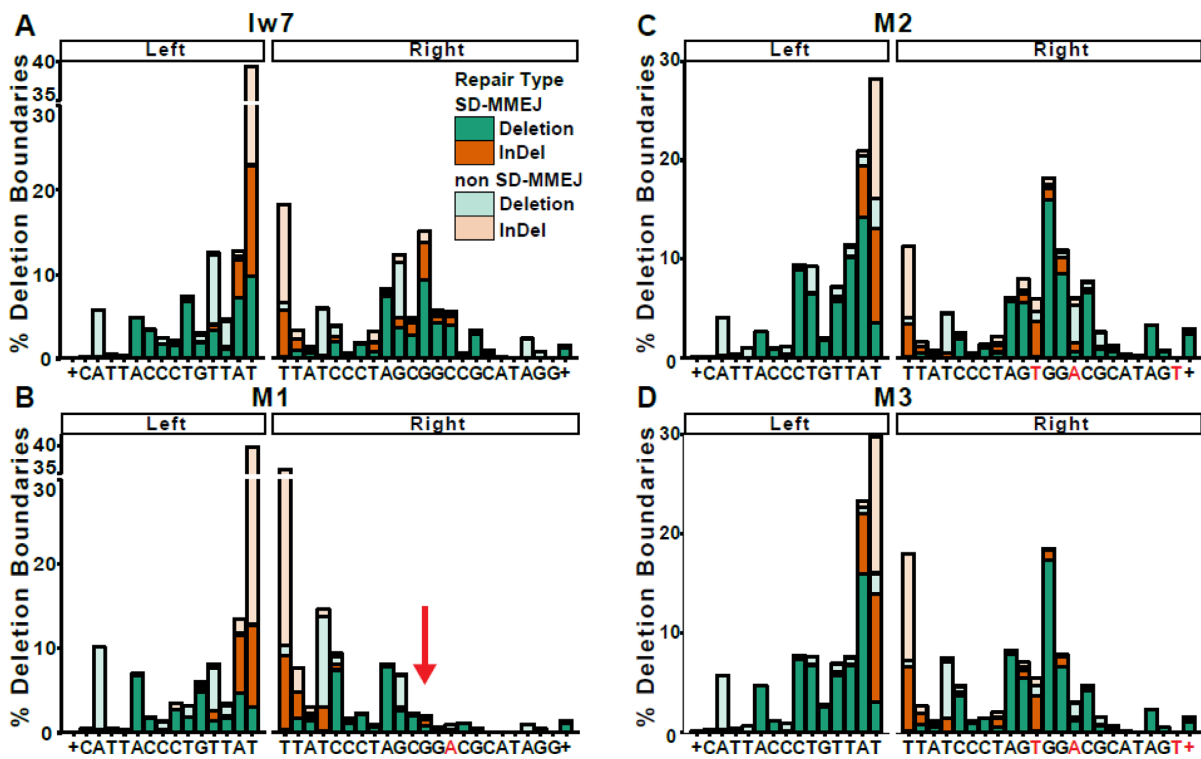 A
Iw7
Left
Right
% Deletion Boundaries
40
35
30
20
10
0
Repair Type
SD-MMEJ
Deletion
InDel
non SD-MMEJ
Deletion
InDel
+CATTACCCTGTTAT
TTATCCCTAGCGGCCGCATAGG+
B
M1
Left
Right
% Deletion Boundaries
40
35
30
20
10
0
+CATTACCCTGTTAT
TTATCCCTAGCGGACGCATAGG+
C
M2
Left
Right
% Deletion Boundaries
30
20
10
0
+CATTACCCTGTTAT
TTATCCCTAGTGGACGCATAGT+
D
M3
Left
Right
% Deletion Boundaries
30
20
10
0
+CATTACCCTGTTAT
TTATCCCTAGTGGACGCATAGT+